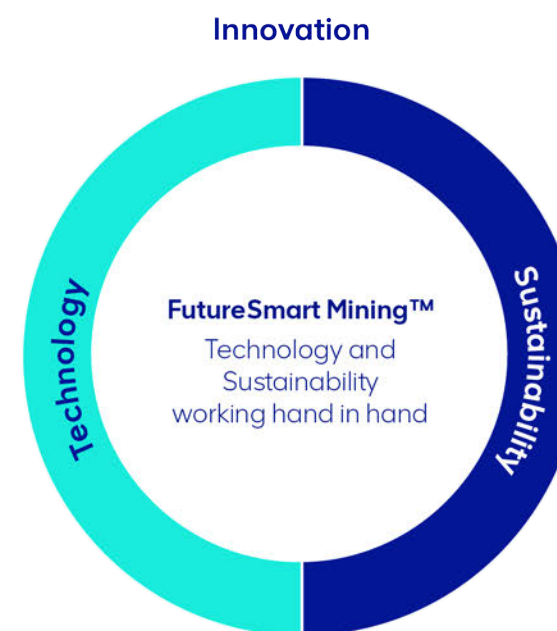 Innovation
Technology
FutureSmart Mining™
Technology and
Sustainability
working hand in hand
Sustainability